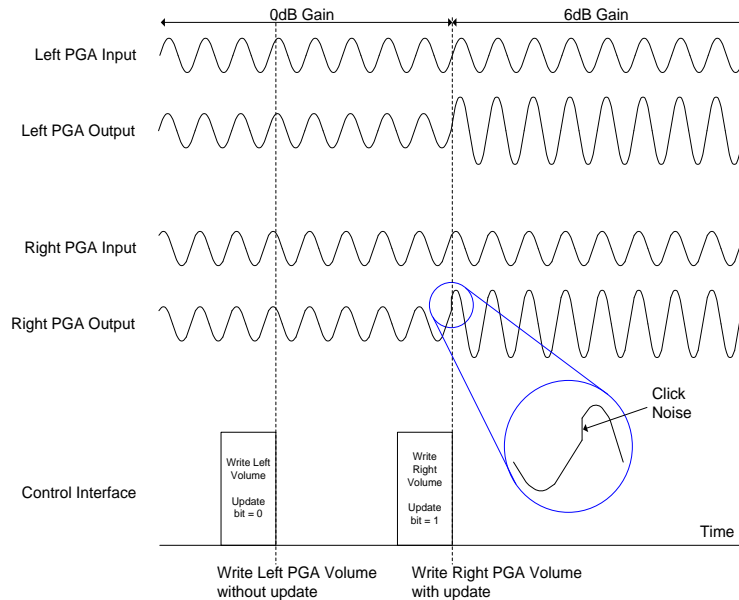 0dB Gain
6dB Gain
Left PGA Input
Left PGA Output
Right PGA Input
Right PGA Output
Click
Noise
Write Left
Volume
Update
bit = 0
Write
Right
Volume
Update
bit = 1
Control Interface
Time
Write Left PGA Volume
without update
Write Right PGA Volume
with update